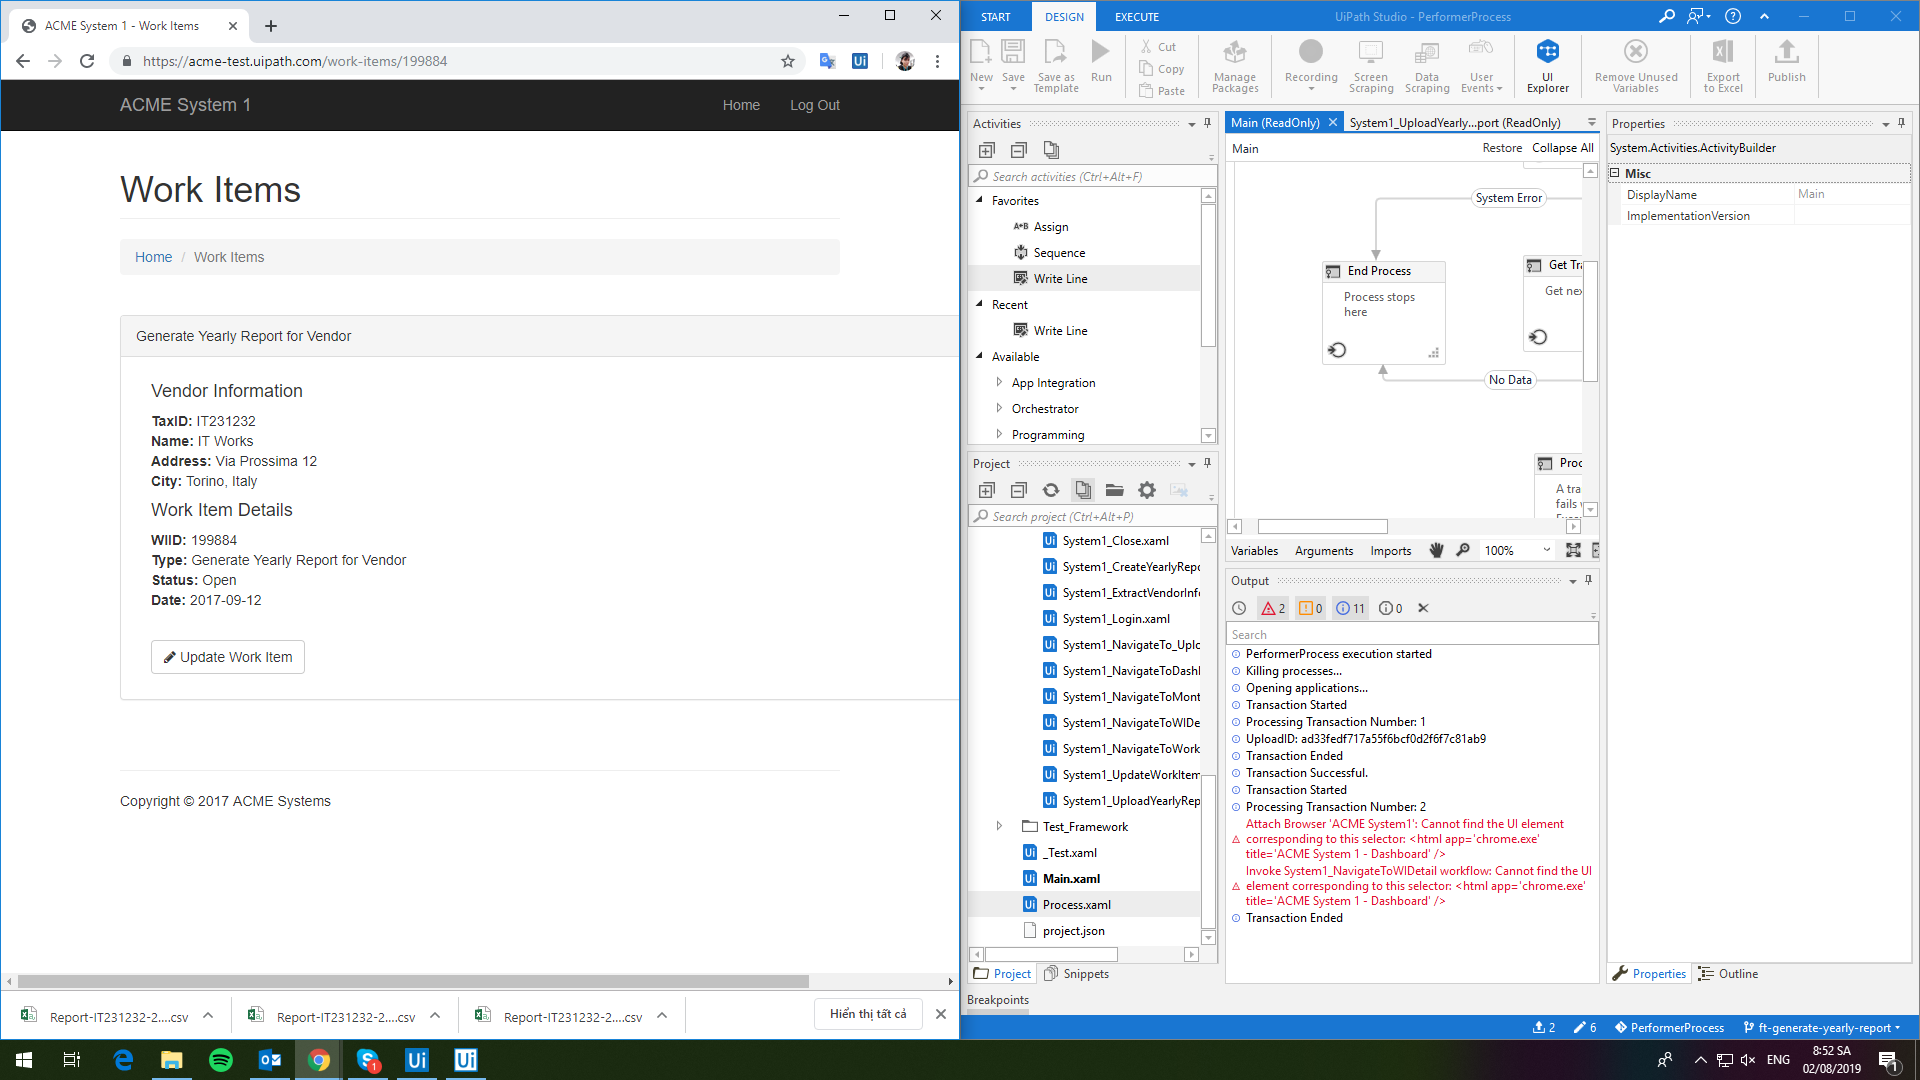 ACME System 1 - Work Items
https://acme-test.uipath.com/work-items/199884
ACME System 1
Home
Log Out
Work Items
Home / Work Items
Generate Yearly Report for Vendor
Vendor Information
TaxID: IT231232
Name: IT Works
Address: Via Prossima 12
City: Torino, Italy
Work Item Details
WIID: 199884
Type: Generate Yearly Report for Vendor
Status: Open
Date: 2017-09-12
Update Work Item
Copyright © 2017 ACME Systems
Report-IT231232-2....csv
Report-IT231232-2....csv
Report-IT231232-2....csv
Hiển thị tất cả
START
DESIGN
EXECUTE
UiPath Studio - PerformerProcess
New
Save
Save as Template
Run
Cut
Copy
Paste
Manage Packages
Recording
Screen Scraping
Data Scraping
User Events
UI Explorer
Remove Unused Variables
Export to Excel
Publish
Activities
Search activities (Ctrl+Alt+F)
Favorites
Assign
Sequence
Write Line
Recent
Write Line
Available
App Integration
Orchestrator
Programming
Project
Search project (Ctrl+Alt+P)
System1_Close.xaml
System1_CreateYearlyRepo
System1_ExtractVendorInfo
System1_Login.xaml
System1_NavigateTo_Uplo
System1_NavigateToDashl
System1_NavigateToMont
System1_NavigateToWIDe
System1_NavigateToWork
System1_UpdateWorkItem
System1_UploadYearlyRep
Test_Framework
_Test.xaml
Main.xaml
Process.xaml
project.json
Project
Snippets
Breakpoints
Main (ReadOnly)
System1_UploadYearly...port (ReadOnly)
Main
Restore
Collapse All
System Error
End Process
Process stops
here
Get Tra
Get nex
No Data
Proc
A tra
fails v
Variables
Arguments
Imports
100%
Output
2
0
11
0
Search
PerformerProcess execution started
Killing processes...
Opening applications...
Transaction Started
Processing Transaction Number: 1
UploadID: ad33fedf717a55f6bcf0d2f6f7c81ab9
Transaction Ended
Transaction Successful.
Transaction Started
Processing Transaction Number: 2
Attach Browser 'ACME System1': Cannot find the UI element
corresponding to this selector: <html app='chrome.exe'
title='ACME System 1 - Dashboard' />
Invoke System1_NavigateToWIDetail workflow: Cannot find the UI
element corresponding to this selector: <html app='chrome.exe'
title='ACME System 1 - Dashboard' />
Transaction Ended
Properties
System.Activities.ActivityBuilder
Misc
DisplayName
Main
ImplementationVersion
Properties
Outline
2
6
PerformerProcess
ft-generate-yearly-report
ENG
8:52 SA
02/08/2019